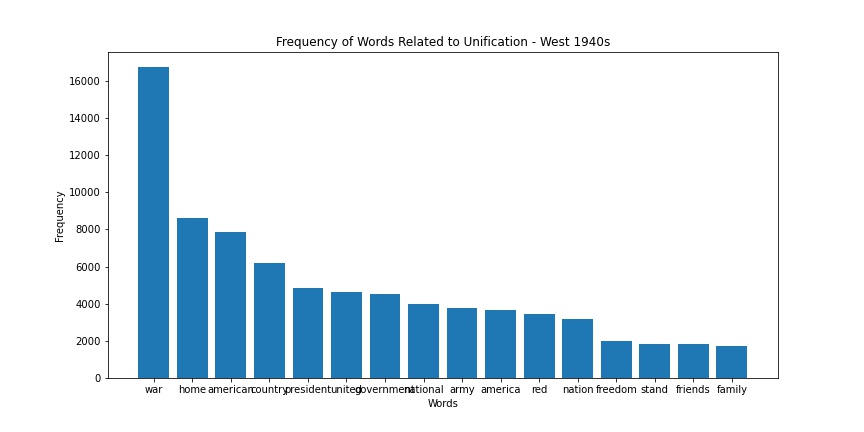 Frequency of Words Related to Unification - West 1940s
16000
14000
12000
10000
8000
6000
4000
2000
0
Frequency
war home american country president united government national army america red nation freedom stand friends family
Words